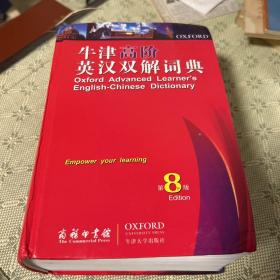 OXFORD
牛津高阶
英汉双解词典
Oxford Advanced Learner's
English-Chinese Dictionary
Empower your learning
第8版
Edition
商务印书馆
The Commercial Press
OXFORD
UNIVERSITY PRESS
牛津大学出版社